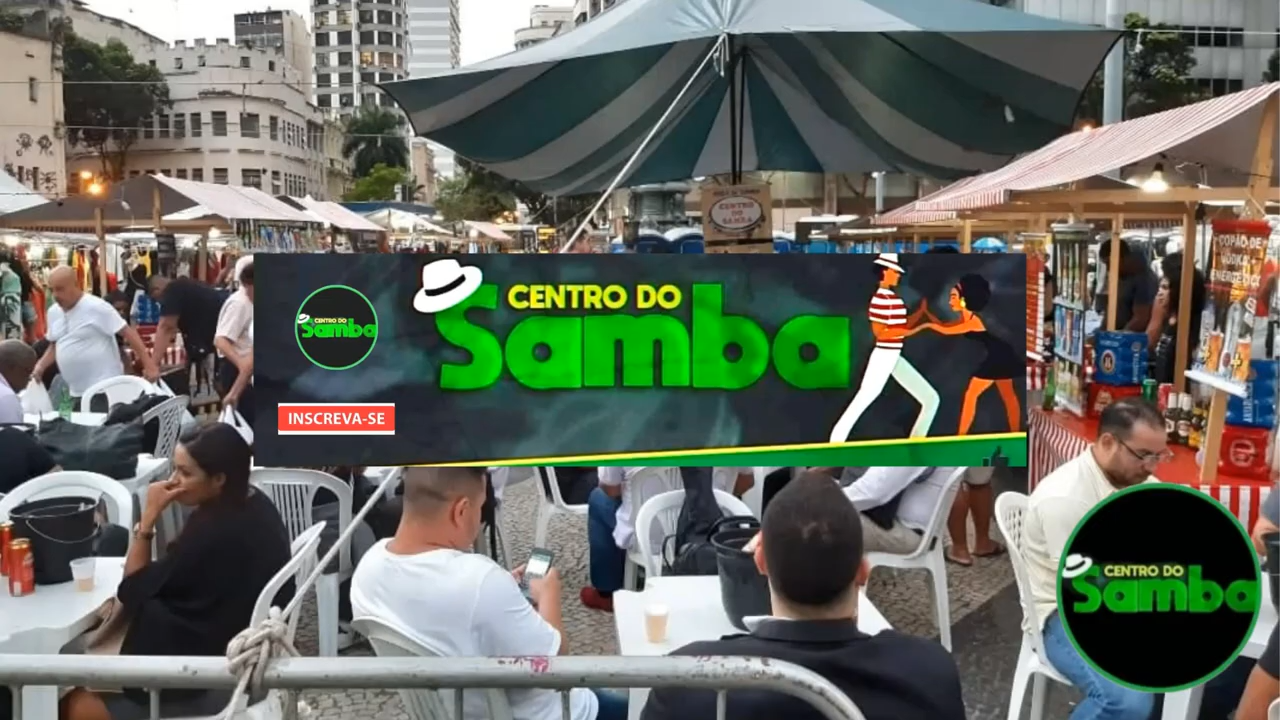 CENTRO
DO
SAMBA
CENTRO DO
Samba
CENTRO DO
Samba
INSCREVA-SE
COPÃO DE
VODKA
ENERGÉTICO
CENTRO DO
Samba